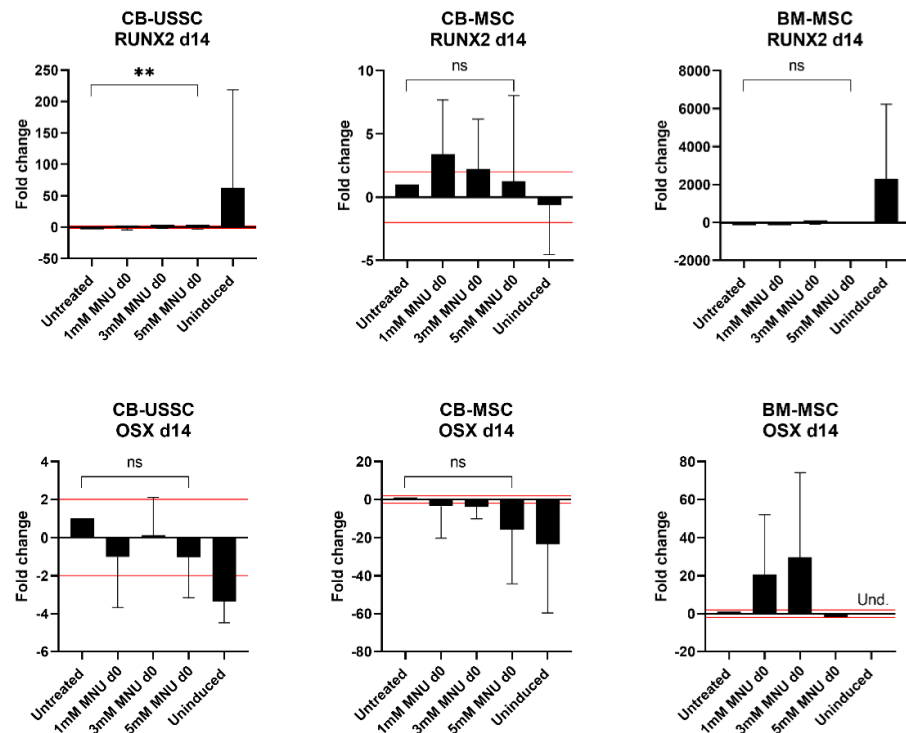 CB-USSC
RUNX2 d14
Fold change
250
200
150
100
50
0
-50
**
Untreated
1mM MNU d0
3mM MNU d0
5mM MNU d0
Uninduced
CB-MSC
RUNX2 d14
Fold change
10
5
0
-5
ns
Untreated
1mM MNU d0
3mM MNU d0
5mM MNU d0
Uninduced
BM-MSC
RUNX2 d14
Fold change
8000
6000
4000
2000
0
-2000
ns
Untreated
1mM MNU d0
3mM MNU d0
5mM MNU d0
Uninduced
CB-USSC
OSX d14
Fold change
4
2
0
-2
-4
-6
ns
Untreated
1mM MNU d0
3mM MNU d0
5mM MNU d0
Uninduced
CB-MSC
OSX d14
Fold change
20
0
-20
-40
-60
-80
ns
Untreated
1mM MNU d0
3mM MNU d0
5mM MNU d0
Uninduced
BM-MSC
OSX d14
Fold change
80
60
40
20
0
-20
Und.
Untreated
1mM MNU d0
3mM MNU d0
5mM MNU d0
Uninduced